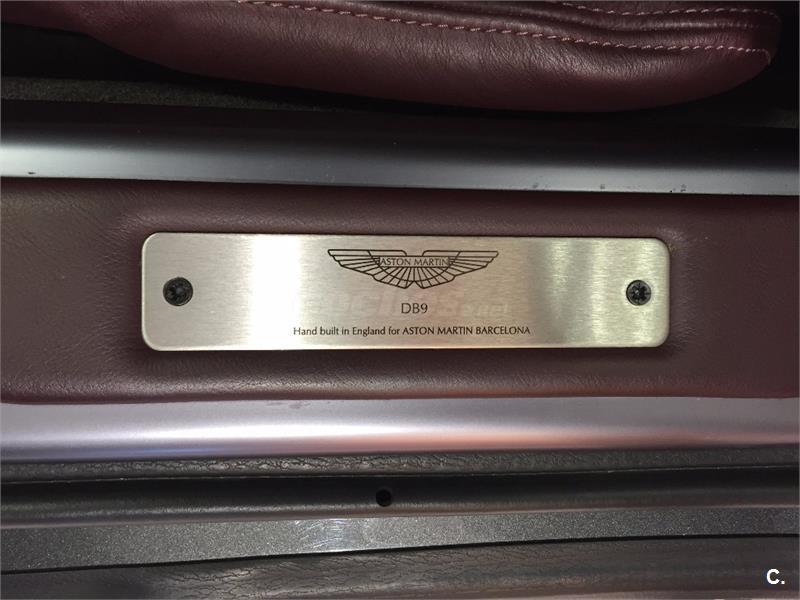 ASTON MARTIN
DB9
Hand built in England for ASTON MARTIN BARCELONA
C.